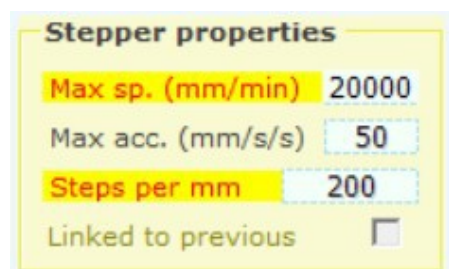 Stepper properties
Max sp. (mm/min) 20000
Max acc. (mm/s/s) 50
Steps per mm 200
Linked to previous